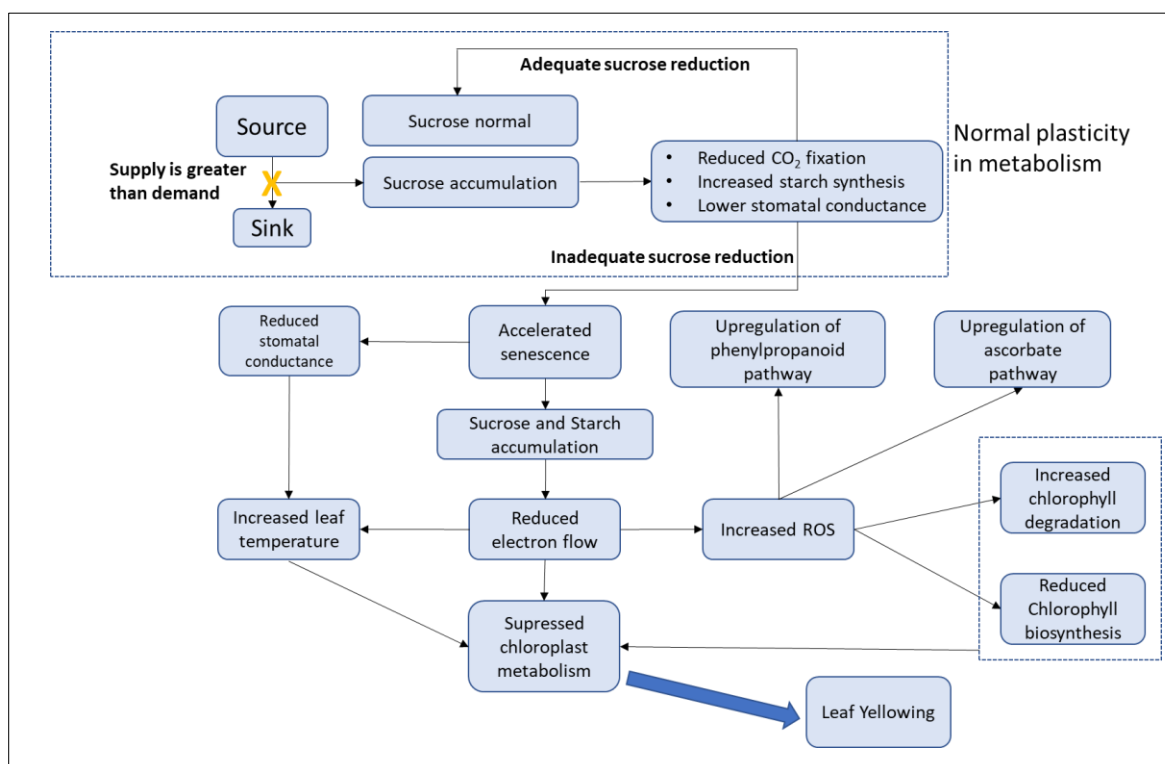 Adequate sucrose reduction
Source
Sucrose normal
Normal plasticity
in metabolism
Supply is greater
than demand
Sucrose accumulation
• Reduced CO₂ fixation
• Increased starch synthesis
• Lower stomatal conductance
Sink
Inadequate sucrose reduction
Reduced
stomatal
conductance
Accelerated
senescence
Upregulation of
phenylpropanoid
pathway
Upregulation of
ascorbate
pathway
Sucrose and Starch
accumulation
Increased
chlorophyll
degradation
Increased leaf
temperature
Reduced
electron flow
Increased ROS
Reduced
Chlorophyll
biosynthesis
Supressed
chloroplast
metabolism
Leaf Yellowing